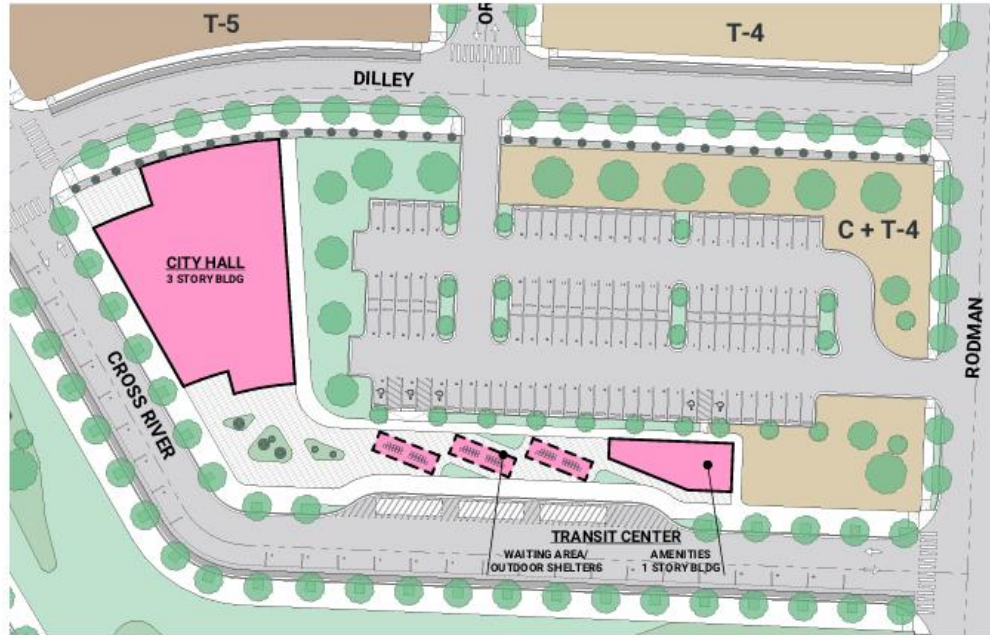 OR
T-5
T-4
DILLEY
C + T-4
CITY HALL
3 STORY BLDG
RODMAN
CROSS RIVER
TRANSIT CENTER
WAITING AREA/
OUTDOOR SHELTERS
AMENITIES
1 STORY BLDG